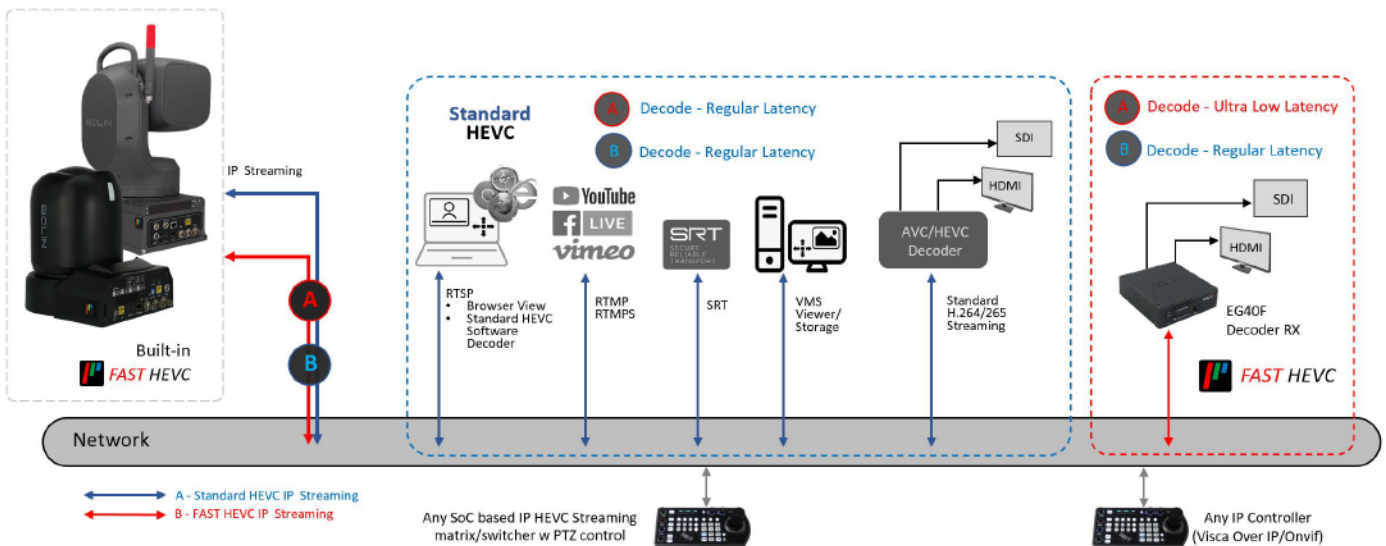 BOLIN
BOLIN
IP Streaming
A
B
Built-in
FAST HEVC
Standard
HEVC
A Decode - Regular Latency
B Decode - Regular Latency
YouTube
f LIVE
vimeo
SRT
SECURE
RELIABLE
TRANSPORT
SDI
HDMI
AVC/HEVC
Decoder
RTSP
• Browser View
• Standard HEVC
Software
Decoder
RTMP
RTMPS
SRT
VMS
Viewer/
Storage
Standard
H.264/265
Streaming
A Decode - Ultra Low Latency
B Decode - Regular Latency
SDI
HDMI
EG40F
Decoder RX
FAST HEVC
Network
A - Standard HEVC IP Streaming
B - FAST HEVC IP Streaming
Any SoC based IP HEVC Streaming
matrix/switcher w PTZ control
Any IP Controller
(Visca Over IP/Onvif)